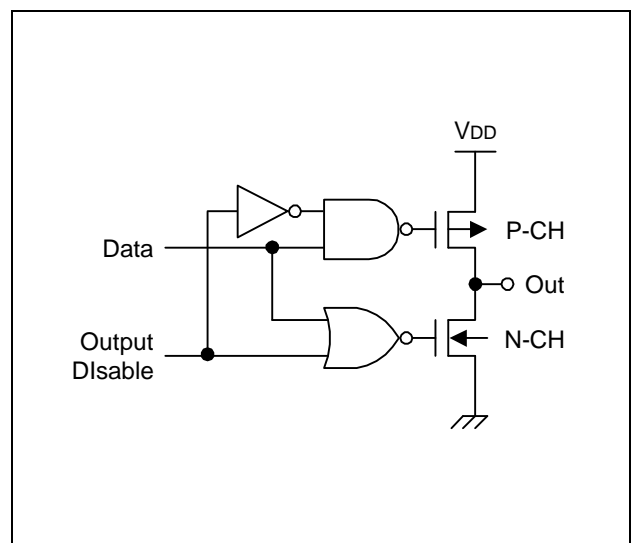 VDD
P-CH
Data
Out
Output
DIsable
N-CH